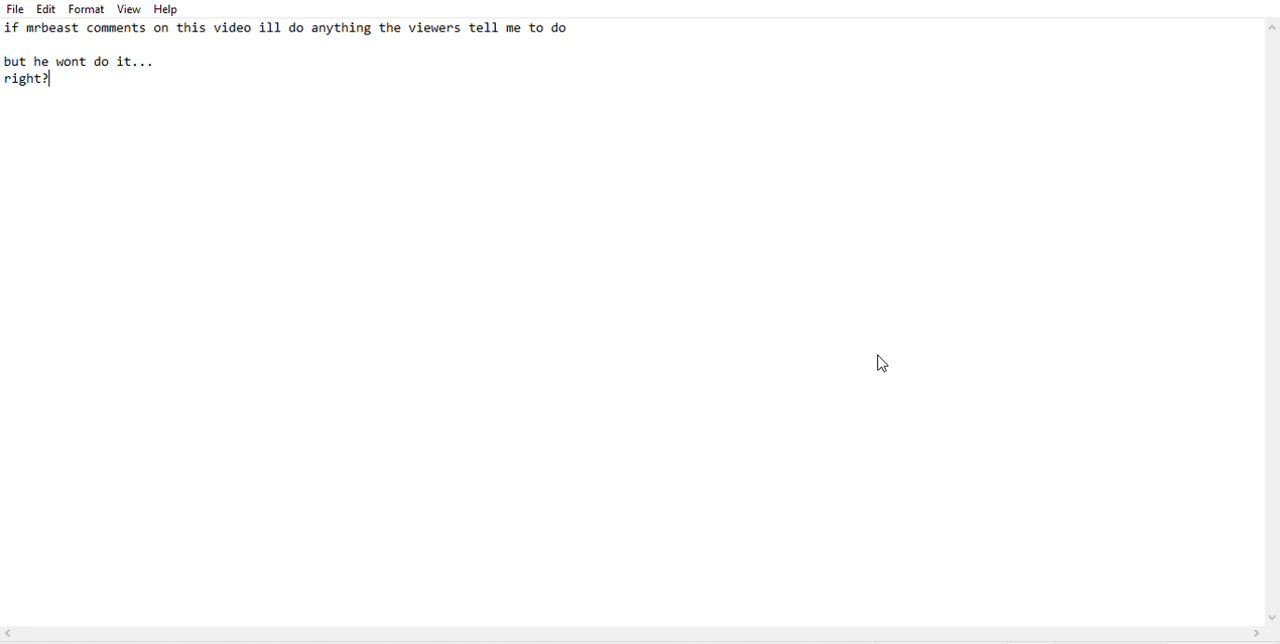 File Edit Format View Help
if mrbeast comments on this video ill do anything the viewers tell me to do
but he wont do it...
right?